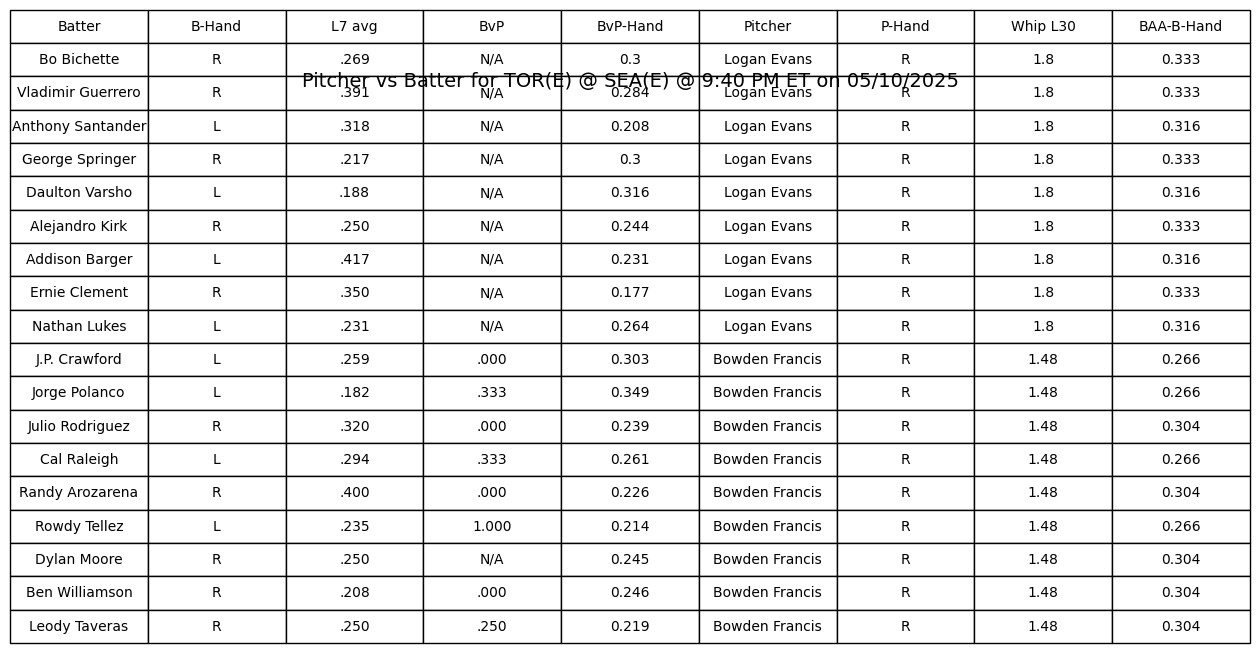 Batter B-Hand L7 avg BvP BvP-Hand Pitcher P-Hand Whip L30 BAA-B-Hand
Bo Bichette R .269 N/A 0.3 Logan Evans R 1.8 0.333
Pitcher vs Batter for TOR(E) @ SEA(E) @ 9:40 PM ET on 05/10/2025
Vladimir Guerrero R .391 N/A 0.284 Logan Evans R 1.8 0.333
Anthony Santander L .318 N/A 0.208 Logan Evans R 1.8 0.316
George Springer R .217 N/A 0.3 Logan Evans R 1.8 0.333
Daulton Varsho L .188 N/A 0.316 Logan Evans R 1.8 0.316
Alejandro Kirk R .250 N/A 0.244 Logan Evans R 1.8 0.333
Addison Barger L .417 N/A 0.231 Logan Evans R 1.8 0.316
Ernie Clement R .350 N/A 0.177 Logan Evans R 1.8 0.333
Nathan Lukes L .231 N/A 0.264 Logan Evans R 1.8 0.316
J.P. Crawford L .259 .000 0.303 Bowden Francis R 1.48 0.266
Jorge Polanco L .182 .333 0.349 Bowden Francis R 1.48 0.266
Julio Rodriguez R .320 .000 0.239 Bowden Francis R 1.48 0.304
Cal Raleigh L .294 .333 0.261 Bowden Francis R 1.48 0.266
Randy Arozarena R .400 .000 0.226 Bowden Francis R 1.48 0.304
Rowdy Tellez L .235 1.000 0.214 Bowden Francis R 1.48 0.266
Dylan Moore R .250 N/A 0.245 Bowden Francis R 1.48 0.304
Ben Williamson R .208 .000 0.246 Bowden Francis R 1.48 0.304
Leody Taveras R .250 .250 0.219 Bowden Francis R 1.48 0.304